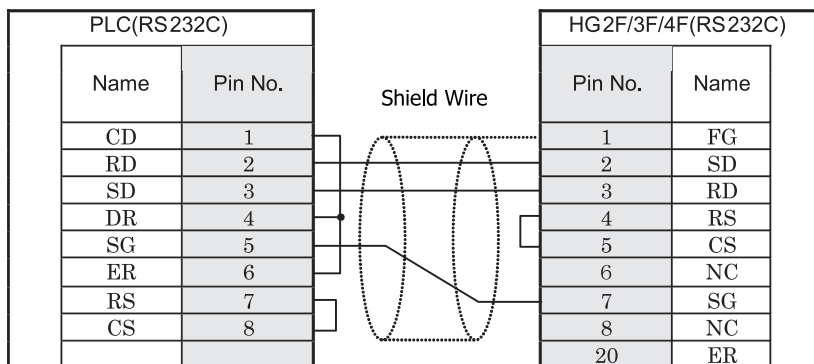 PLC(RS232C) HG2F/3F/4F(RS232C)
Name Pin No. Shield Wire Pin No. Name
CD 1 1 FG
RD 2 2 SD
SD 3 3 RD
DR 4 4 RS
SG 5 5 CS
ER 6 6 NC
RS 7 7 SG
CS 8 8 NC
20 ER